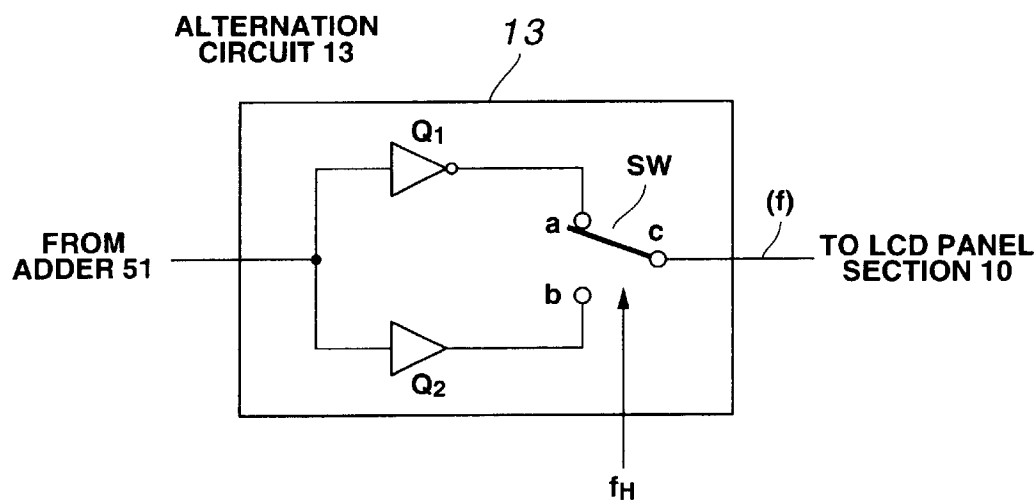 ALTERNATION
CIRCUIT 13
13
Q1
SW
a
c
(f)
FROM
ADDER 51
TO LCD PANEL
SECTION 10
b
Q2
fH